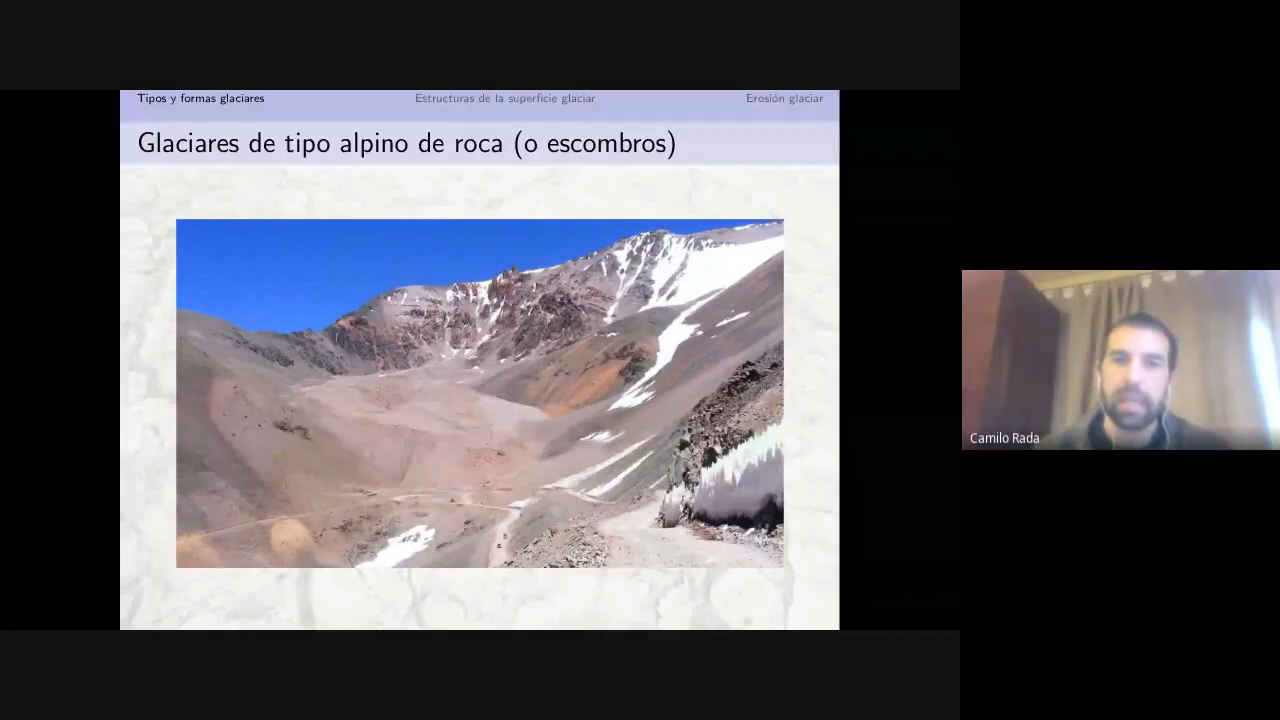 Tipos y formas glaciares
Estructuras de la superficie glaciar
Erosión glaciar
Glaciares de tipo alpino de roca (o escombros)
Camilo Rada